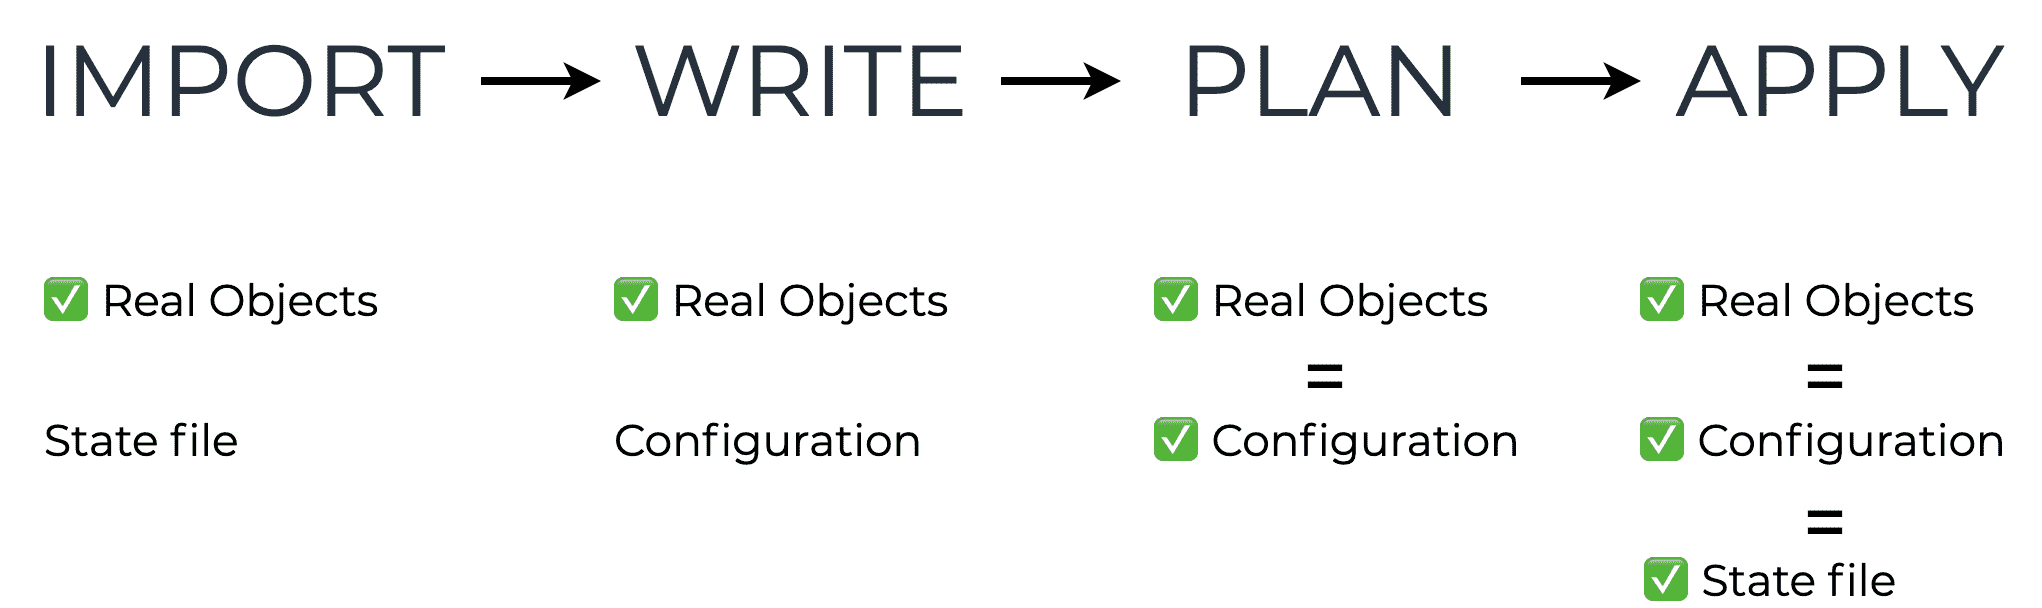 IMPORT → WRITE → PLAN → APPLY
✅ Real Objects ✅ Real Objects ✅ Real Objects ✅ Real Objects
= =
State file Configuration ✅ Configuration ✅ Configuration
=
✅ State file